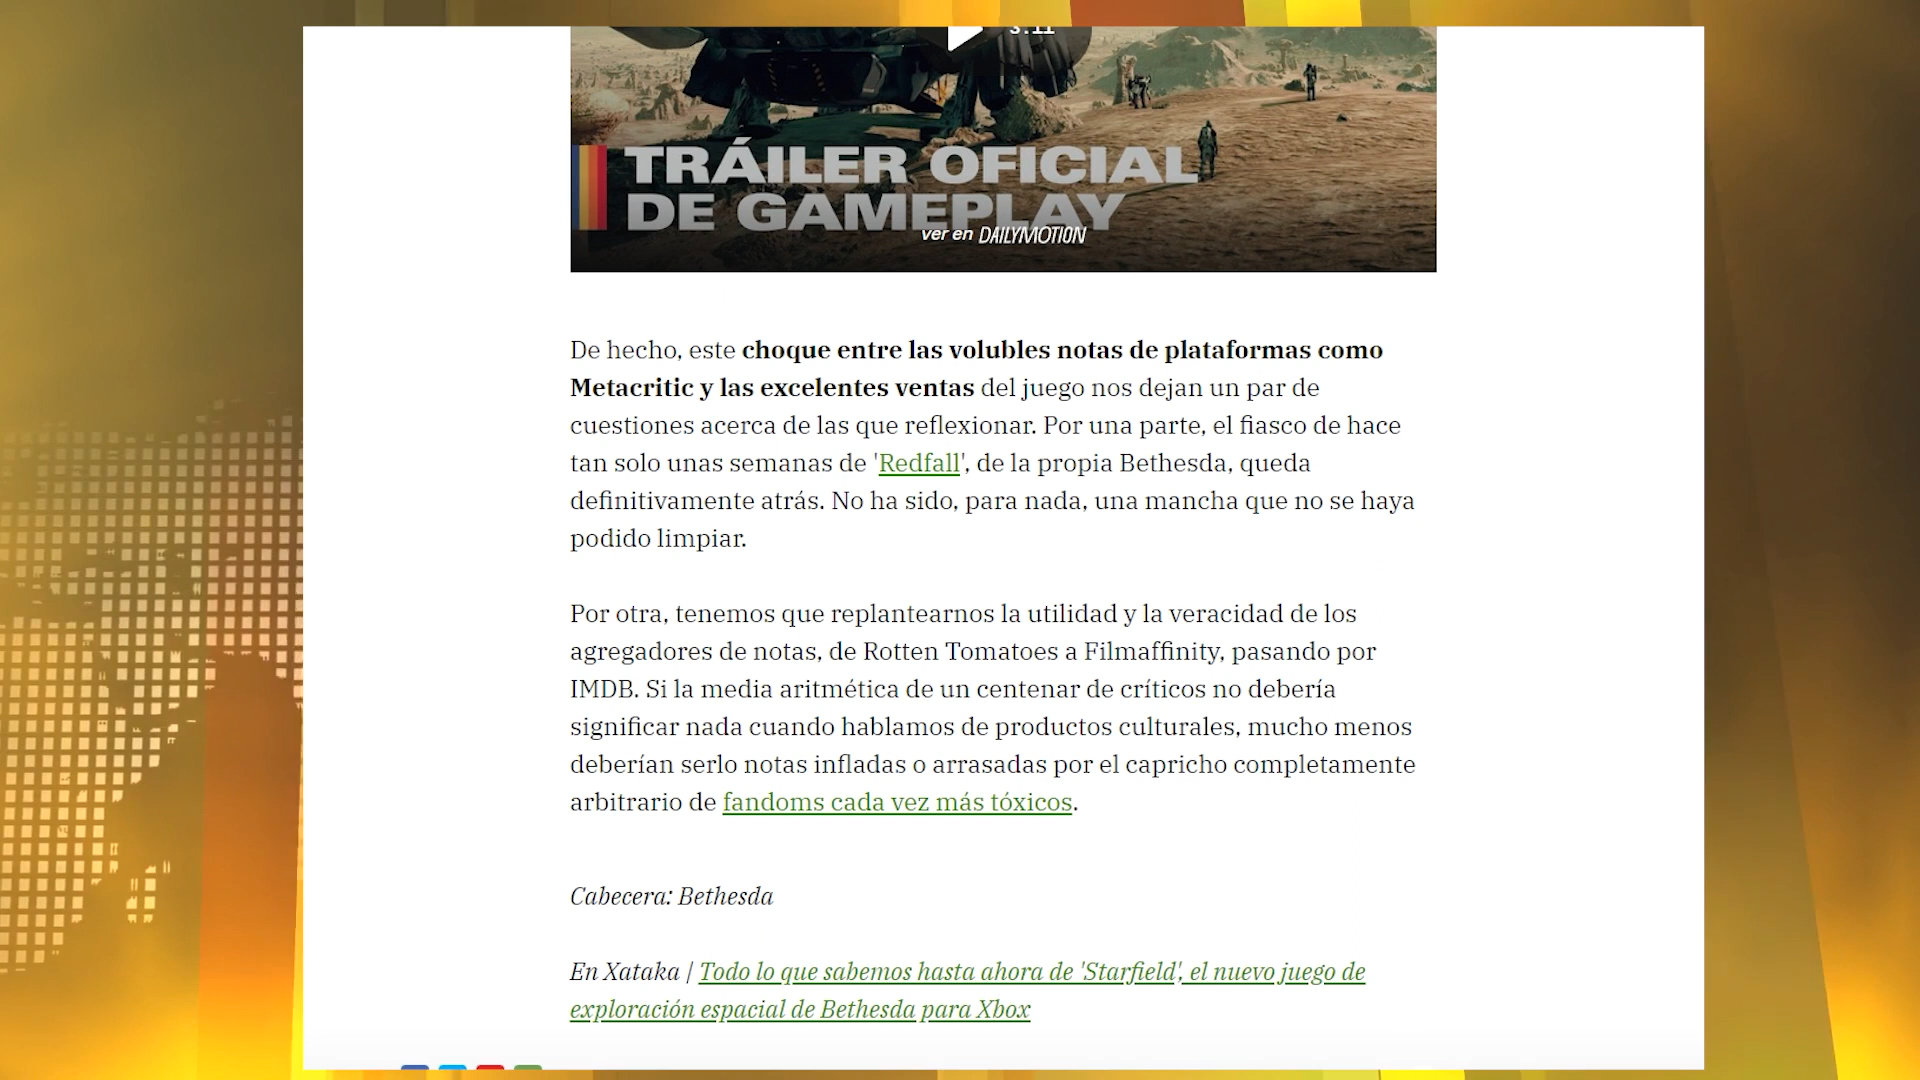 3:11
TRÁILER OFICIAL
DE GAMEPLAY
ver en DAILYMOTION
De hecho, este choque entre las volubles notas de plataformas como
Metacritic y las excelentes ventas del juego nos dejan un par de
cuestiones acerca de las que reflexionar. Por una parte, el fiasco de hace
tan solo unas semanas de 'Redfall', de la propia Bethesda, queda
definitivamente atrás. No ha sido, para nada, una mancha que no se haya
podido limpiar.
Por otra, tenemos que replantearnos la utilidad y la veracidad de los
agregadores de notas, de Rotten Tomatoes a Filmaffinity, pasando por
IMDB. Si la media aritmética de un centenar de críticos no debería
significar nada cuando hablamos de productos culturales, mucho menos
deberían serlo notas infladas o arrasadas por el capricho completamente
arbitrario de fandoms cada vez más tóxicos.
Cabecera: Bethesda
En Xataka | Todo lo que sabemos hasta ahora de 'Starfield', el nuevo juego de
exploración espacial de Bethesda para Xbox